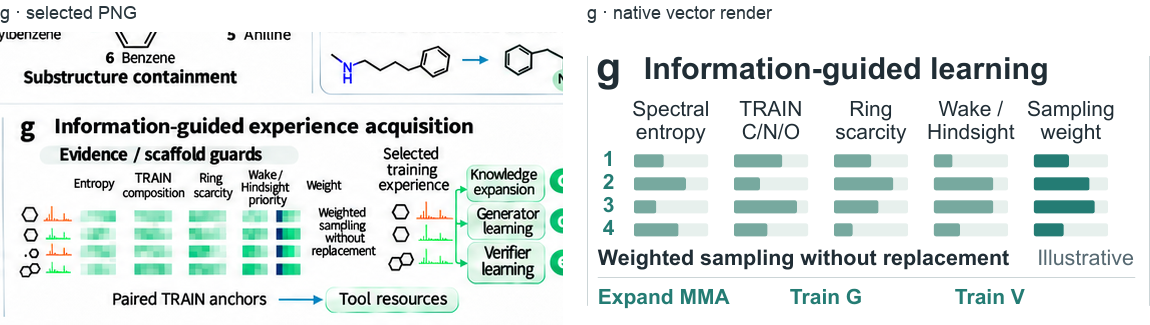 g · selected PNG
ylbenzene
5 Aniline
6 Benzene
Substructure containment
N
H
N
g Information-guided experience acquisition
Evidence / scaffold guards
Entropy
TRAIN
composition
Ring
scarcity
Wake /
Hindsight
priority
Weight
Weighted
sampling
without
replacement
Selected
training
experience
Knowledge
expansion
Generator
learning
Verifier
learning
Paired TRAIN anchors
Tool resources
g · native vector render
g Information-guided learning
Spectral
entropy
TRAIN
C/N/O
Ring
scarcity
Wake /
Hindsight
Sampling
weight
1
2
3
4
Weighted sampling without replacement Illustrative
Expand MMA Train G Train V